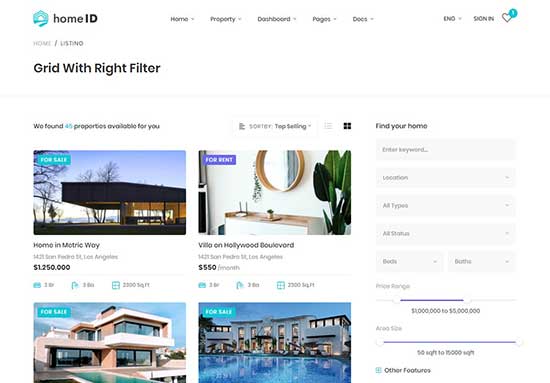 homeID
Home Property Dashboard Pages Docs
ENG SIGN IN 1
HOME / LISTING
Grid With Right Filter
We found 45 properties available for you
SORTBY: Top Selling
Find your home
Enter keyword...
Location
All Types
All Status
Beds Baths
Price Range
$1,000,000 to $5,000,000
Area Size
50 sqft to 15000 sqft
Other Features
FOR SALE
Home in Metric Way
1421 San Pedro St, Los Angeles
$1.250.000
3 Br 3 Ba 2300 Sq.Ft
FOR RENT
Villa on Hollywood Boulevard
1421 San Pedro St, Los Angeles
$550 /month
3 Br 3 Ba 2300 Sq.Ft
FOR SALE
FOR SALE